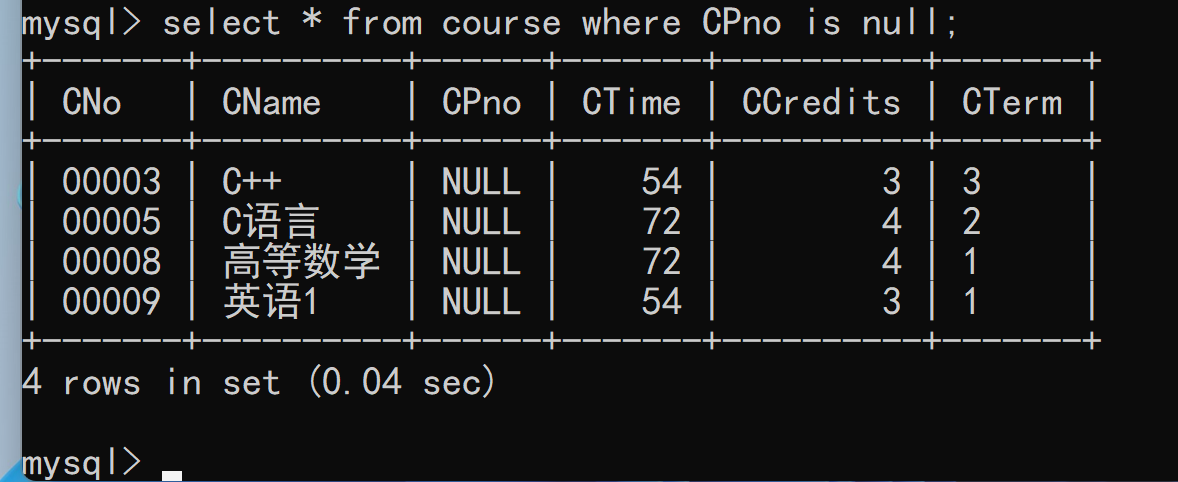 mysql> select * from course where CPno is null;
+-------+----------+------+-------+----------+-------+
| CNo   | CName    | CPno | CTime | CCredits | CTerm |
+-------+----------+------+-------+----------+-------+
| 00003 | C++      | NULL |    54 |        3 | 3     |
| 00005 | C语言    | NULL |    72 |        4 | 2     |
| 00008 | 高等数学 | NULL |    72 |        4 | 1     |
| 00009 | 英语1    | NULL |    54 |        3 | 1     |
+-------+----------+------+-------+----------+-------+
4 rows in set (0.04 sec)
mysql>